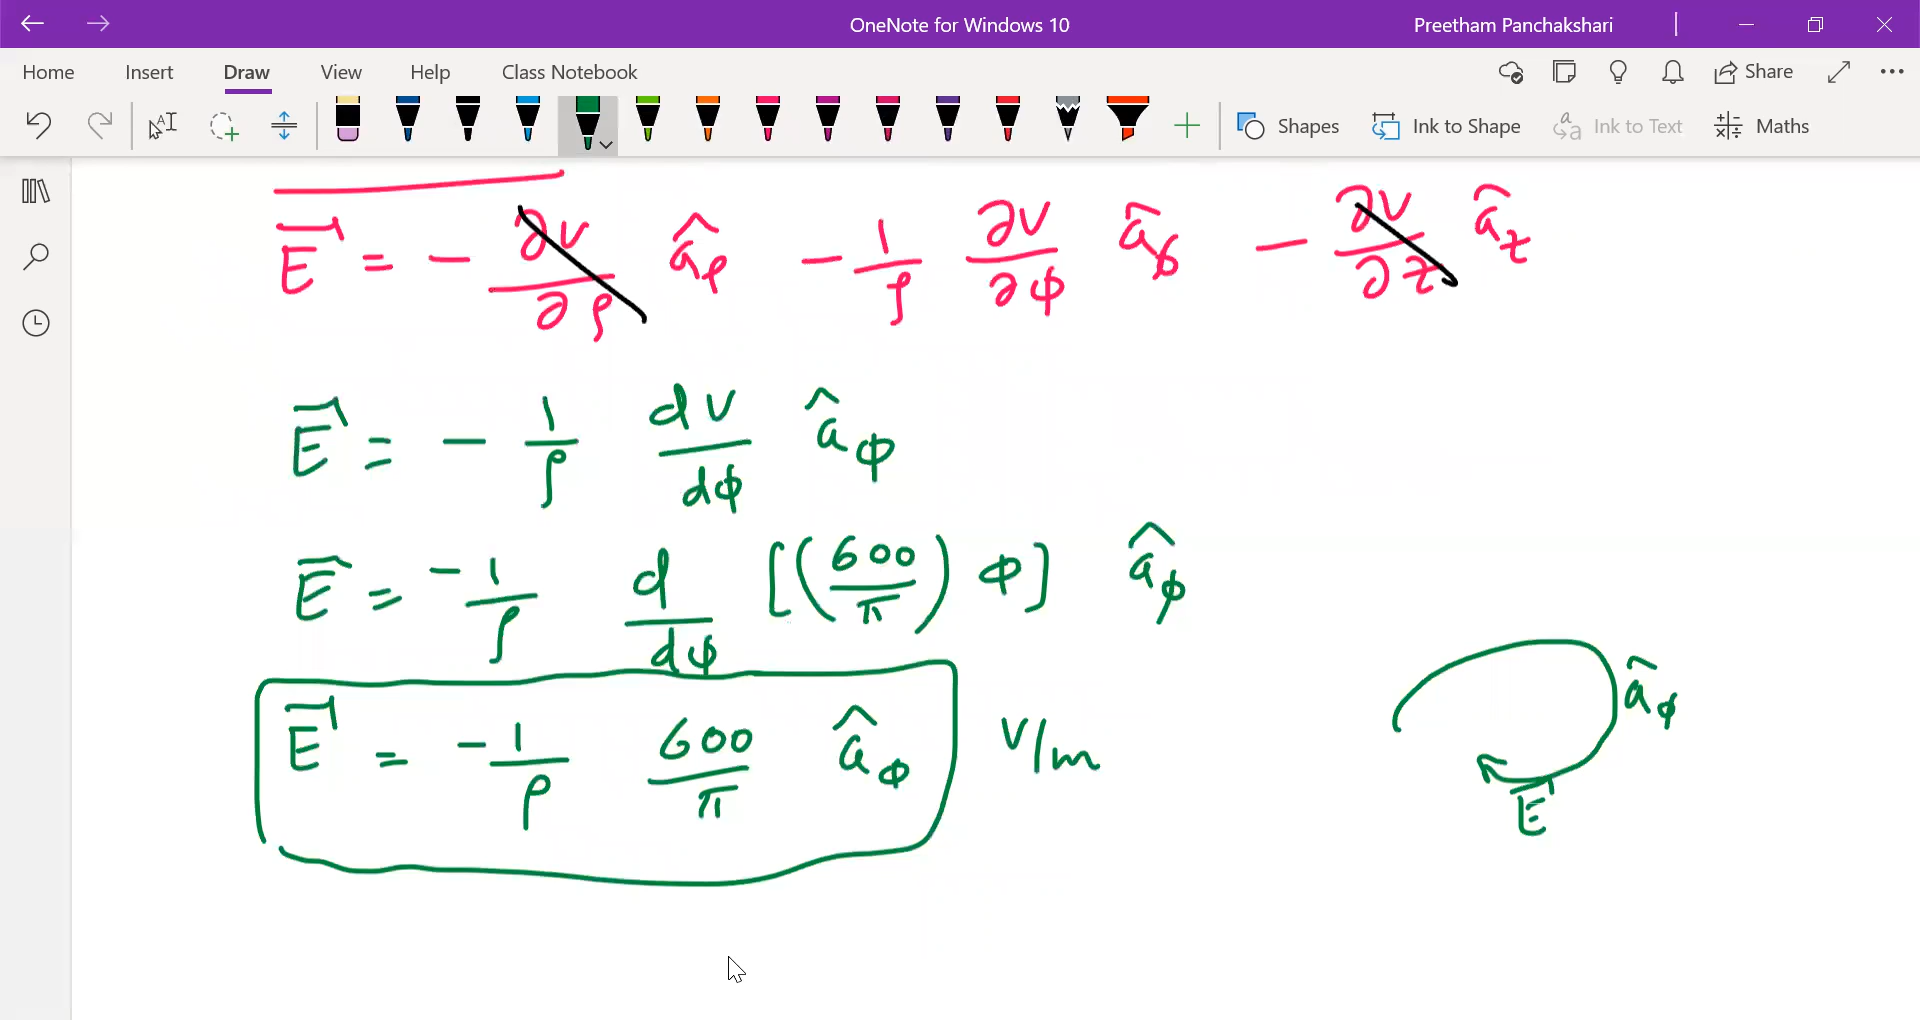 OneNote for Windows 10 Preetham Panchakshari
Home Insert Draw View Help Class Notebook Share
Shapes Ink to Shape Ink to Text Maths
E⃗ = - ∂V/∂ρ âρ - 1/ρ ∂V/∂φ âφ - ∂V/∂z âz
E⃗ = - 1/ρ dV/dφ âφ
E⃗ = -1/ρ d/dφ [(600/π) φ] âφ
E⃗ = -1/ρ 600/π âφ V/m
âφ
E⃗